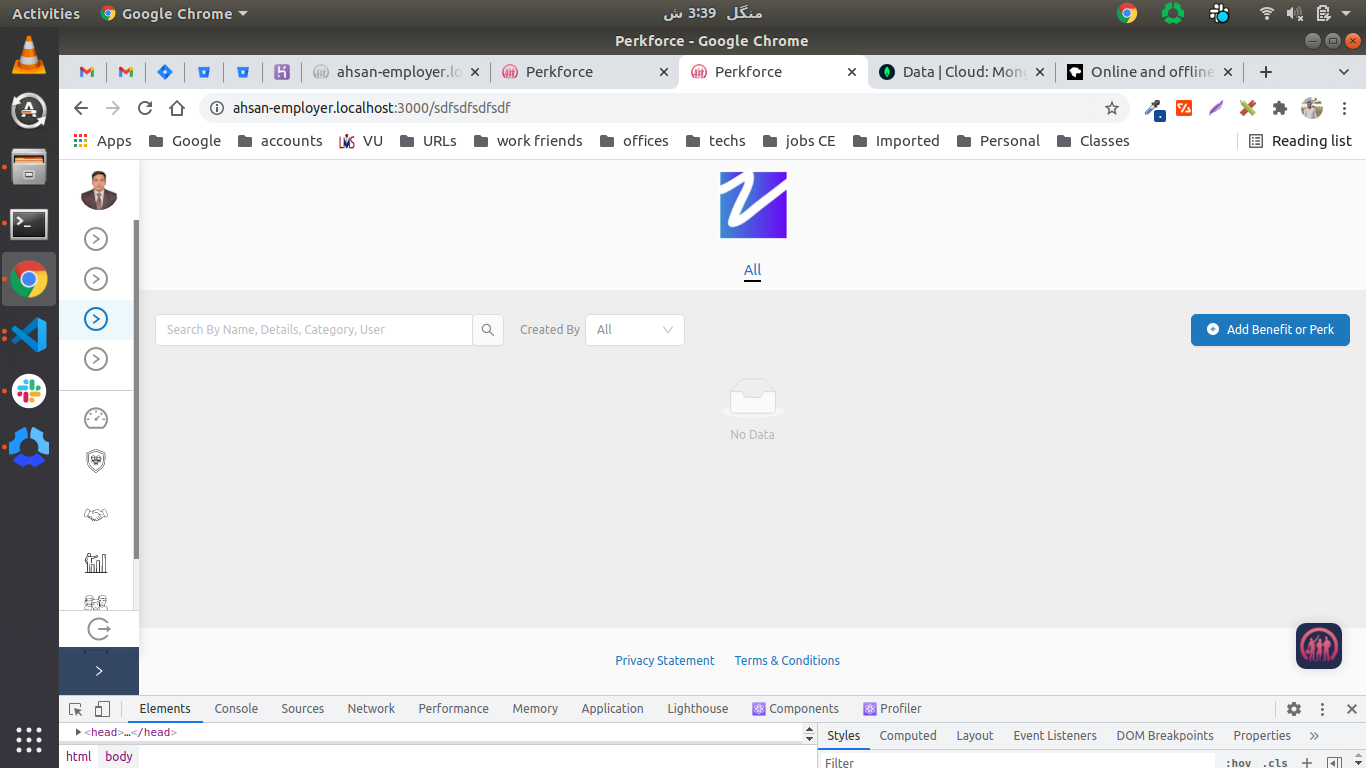 Activities Google Chrome منگل 3:39 ش
Perkforce - Google Chrome
ahsan-employer.lo Perkforce Perkforce Data | Cloud: Mon Online and offline
ahsan-employer.localhost:3000/sdfsdfsdfsdf
Apps Google accounts VU URLs work friends offices techs jobs CE Imported Personal Classes Reading list
All
Search By Name, Details, Category, User Created By All Add Benefit or Perk
No Data
Privacy Statement Terms & Conditions
Elements Console Sources Network Performance Memory Application Lighthouse Components Profiler
<head>…</head> Styles Computed Layout Event Listeners DOM Breakpoints Properties »
html body Filter :hov .cls +